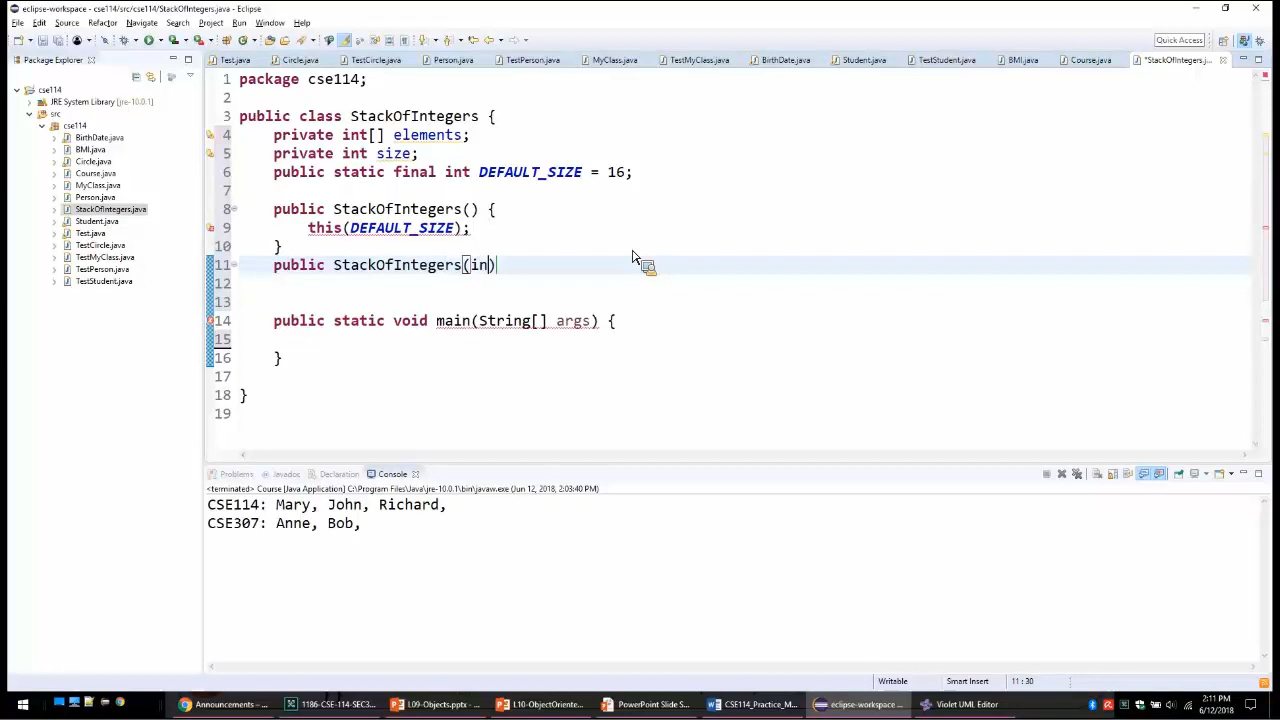 eclipse-workspace - cse114/src/cse114/StackOfIntegers.java - Eclipse
File Edit Source Refactor Navigate Search Project Run Window Help
Quick Access
Package Explorer
Test.java Circle.java TestCircle.java Person.java TestPerson.java MyClass.java TestMyClass.java BirthDate.java Student.java TestStudent.java BMI.java Course.java *StackOfIntegers.j...
cse114
JRE System Library [jre-10.0.1]
src
cse114
BirthDate.java
BMI.java
Circle.java
Course.java
MyClass.java
Person.java
StackOfIntegers.java
Student.java
Test.java
TestCircle.java
TestMyClass.java
TestPerson.java
TestStudent.java
1 package cse114;
2
3 public class StackOfIntegers {
4 private int[] elements;
5 private int size;
6 public static final int DEFAULT_SIZE = 16;
7
8 public StackOfIntegers() {
9 this(DEFAULT_SIZE);
10 }
11 public StackOfIntegers(in)
12
13
14 public static void main(String[] args) {
15
16 }
17
18 }
19
Problems Javadoc Declaration Console
<terminated> Course [Java Application] C:\Program Files\Java\jre-10.0.1\bin\javaw.exe (Jun 12, 2018, 2:03:40 PM)
CSE114: Mary, John, Richard,
CSE307: Anne, Bob,
Writable Smart Insert 11 : 30
Announcements -... 1186-CSE-114-SEC3... L09-Objects.pptx -... L10-ObjectOriente... PowerPoint Slide S... CSE114_Practice_M... eclipse-workspace ... Violet UML Editor
2:11 PM
6/12/2018